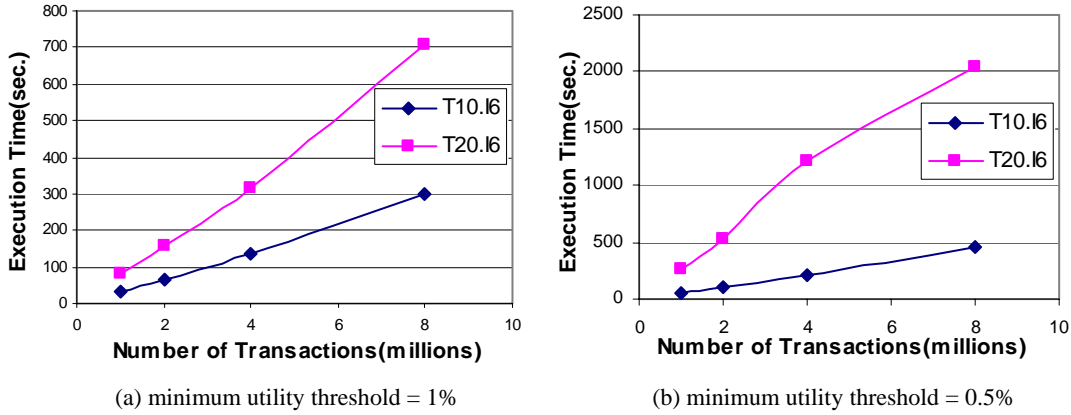 800
700
600
500
400
300
200
100
0
0 2 4 6 8 10
Execution Time(sec.)
Number of Transactions(millions)
T10.I6
T20.I6
(a) minimum utility threshold = 1%
2500
2000
1500
1000
500
0
0 2 4 6 8 10
Execution Time(sec.)
Number of Transactions(millions)
T10.I6
T20.I6
(b) minimum utility threshold = 0.5%